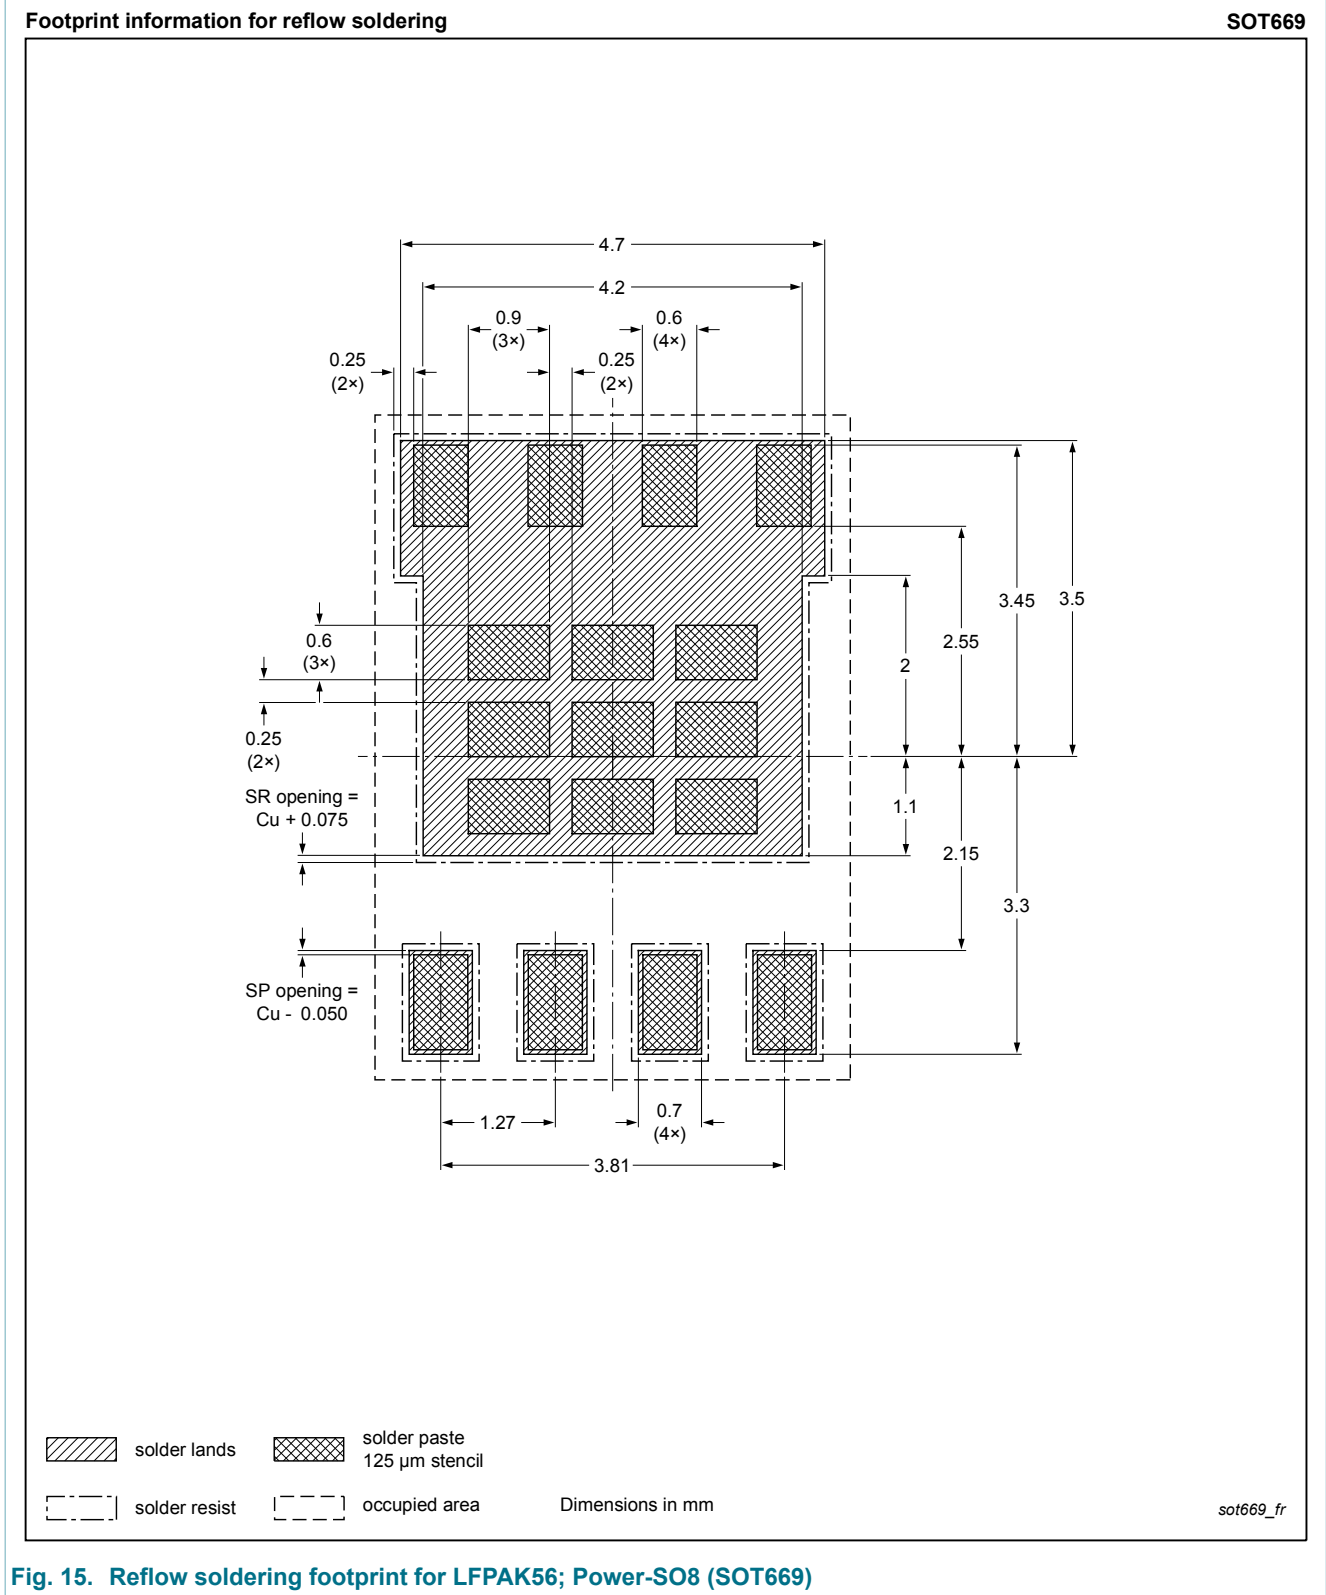 Footprint information for reflow soldering SOT669
4.7
4.2
0.9
(3×)
0.6
(4×)
0.25
(2×)
0.25
(2×)
3.45
3.5
2.55
2
0.6
(3×)
0.25
(2×)
SR opening =
Cu + 0.075
1.1
2.15
3.3
SP opening =
Cu - 0.050
1.27
0.7
(4×)
3.81
solder lands
solder paste
125 µm stencil
solder resist
occupied area
Dimensions in mm
sot669_fr
Fig. 15. Reflow soldering footprint for LFPAK56; Power-SO8 (SOT669)